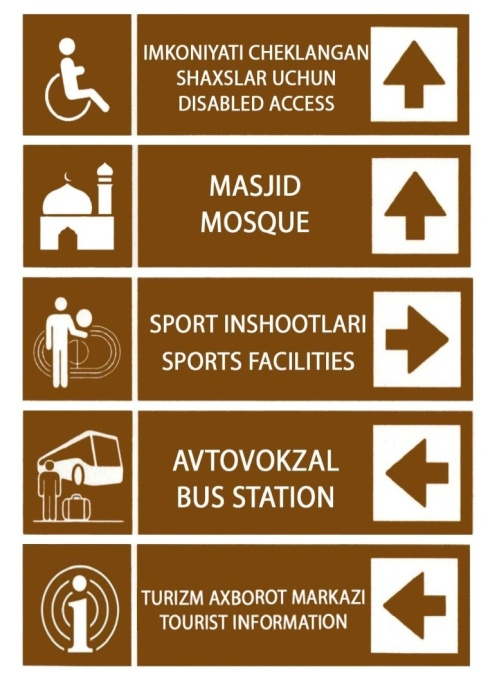 IMKONIYATI CHEKLANGAN
SHAXSLAR UCHUN
DISABLED ACCESS
MASJID
MOSQUE
SPORT INSHOOTLARI
SPORTS FACILITIES
AVTOVOKZAL
BUS STATION
TURIZM AXBOROT MARKAZI
TOURIST INFORMATION